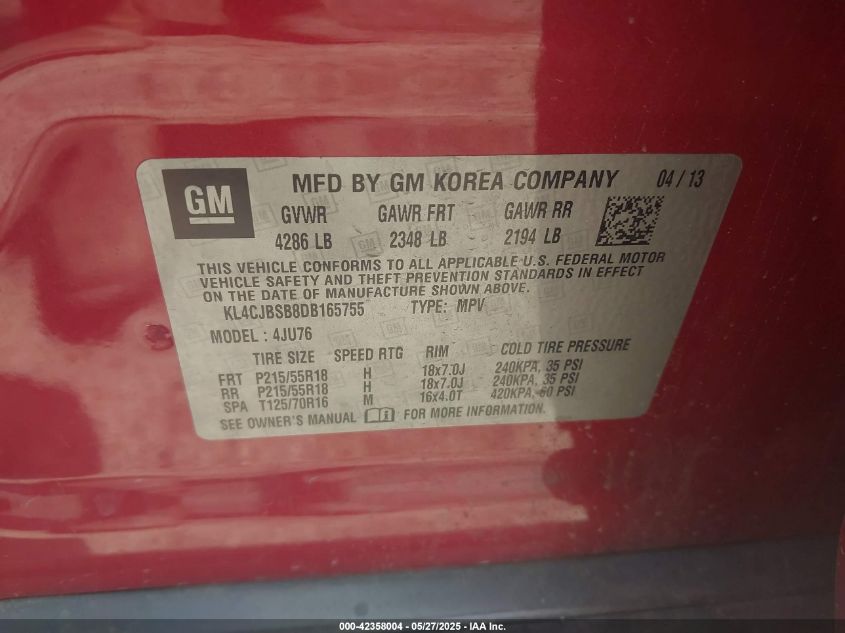 GM
MFD BY GM KOREA COMPANY 04 / 13
GVWR GAWR FRT GAWR RR
4286 LB 2348 LB 2194 LB
THIS VEHICLE CONFORMS TO ALL APPLICABLE U.S. FEDERAL MOTOR
VEHICLE SAFETY AND THEFT PREVENTION STANDARDS IN EFFECT
ON THE DATE OF MANUFACTURE SHOWN ABOVE.
KL4CJBSB8DB165755 TYPE: MPV
MODEL : 4JU76
TIRE SIZE SPEED RTG RIM COLD TIRE PRESSURE
FRT P215/55R18 H 18x7.0J 240KPA, 35 PSI
RR P215/55R18 H 18x7.0J 240KPA, 35 PSI
SPA T125/70R16 M 16x4.0T 420KPA, 60 PSI
SEE OWNER'S MANUAL FOR MORE INFORMATION.
000-42358004 - 05/27/2025 - IAA Inc.